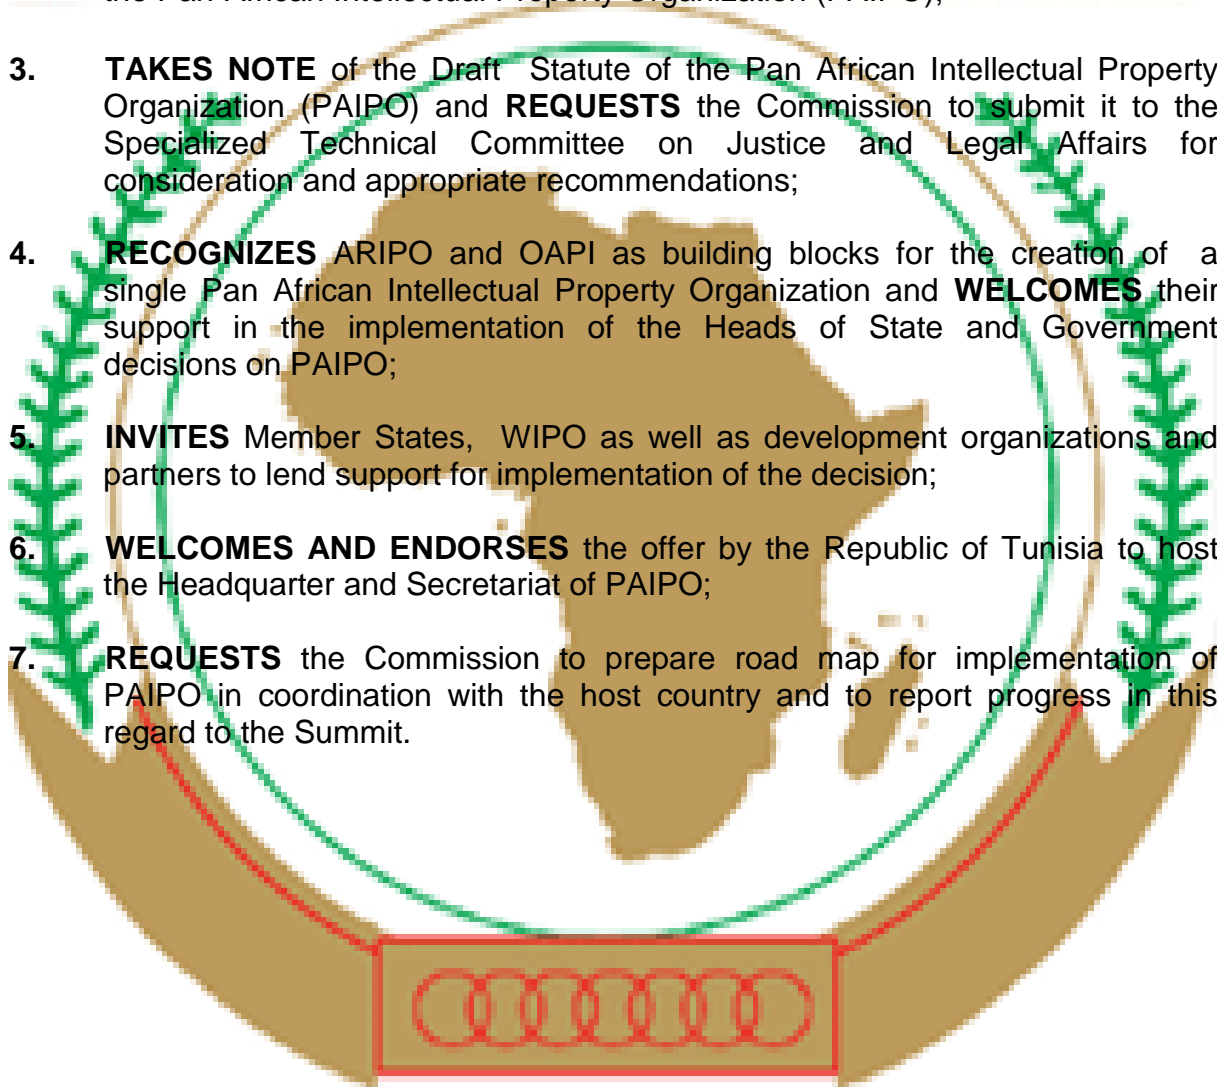 the Pan African Intellectual Property Organization (PAIPO);
3. TAKES NOTE of the Draft Statute of the Pan African Intellectual Property
Organization (PAIPO) and REQUESTS the Commission to submit it to the
Specialized Technical Committee on Justice and Legal Affairs for
consideration and appropriate recommendations;
4. RECOGNIZES ARIPO and OAPI as building blocks for the creation of a
single Pan African Intellectual Property Organization and WELCOMES their
support in the implementation of the Heads of State and Government
decisions on PAIPO;
5. INVITES Member States, WIPO as well as development organizations and
partners to lend support for implementation of the decision;
6. WELCOMES AND ENDORSES the offer by the Republic of Tunisia to host
the Headquarter and Secretariat of PAIPO;
7. REQUESTS the Commission to prepare road map for implementation of
PAIPO in coordination with the host country and to report progress in this
regard to the Summit.